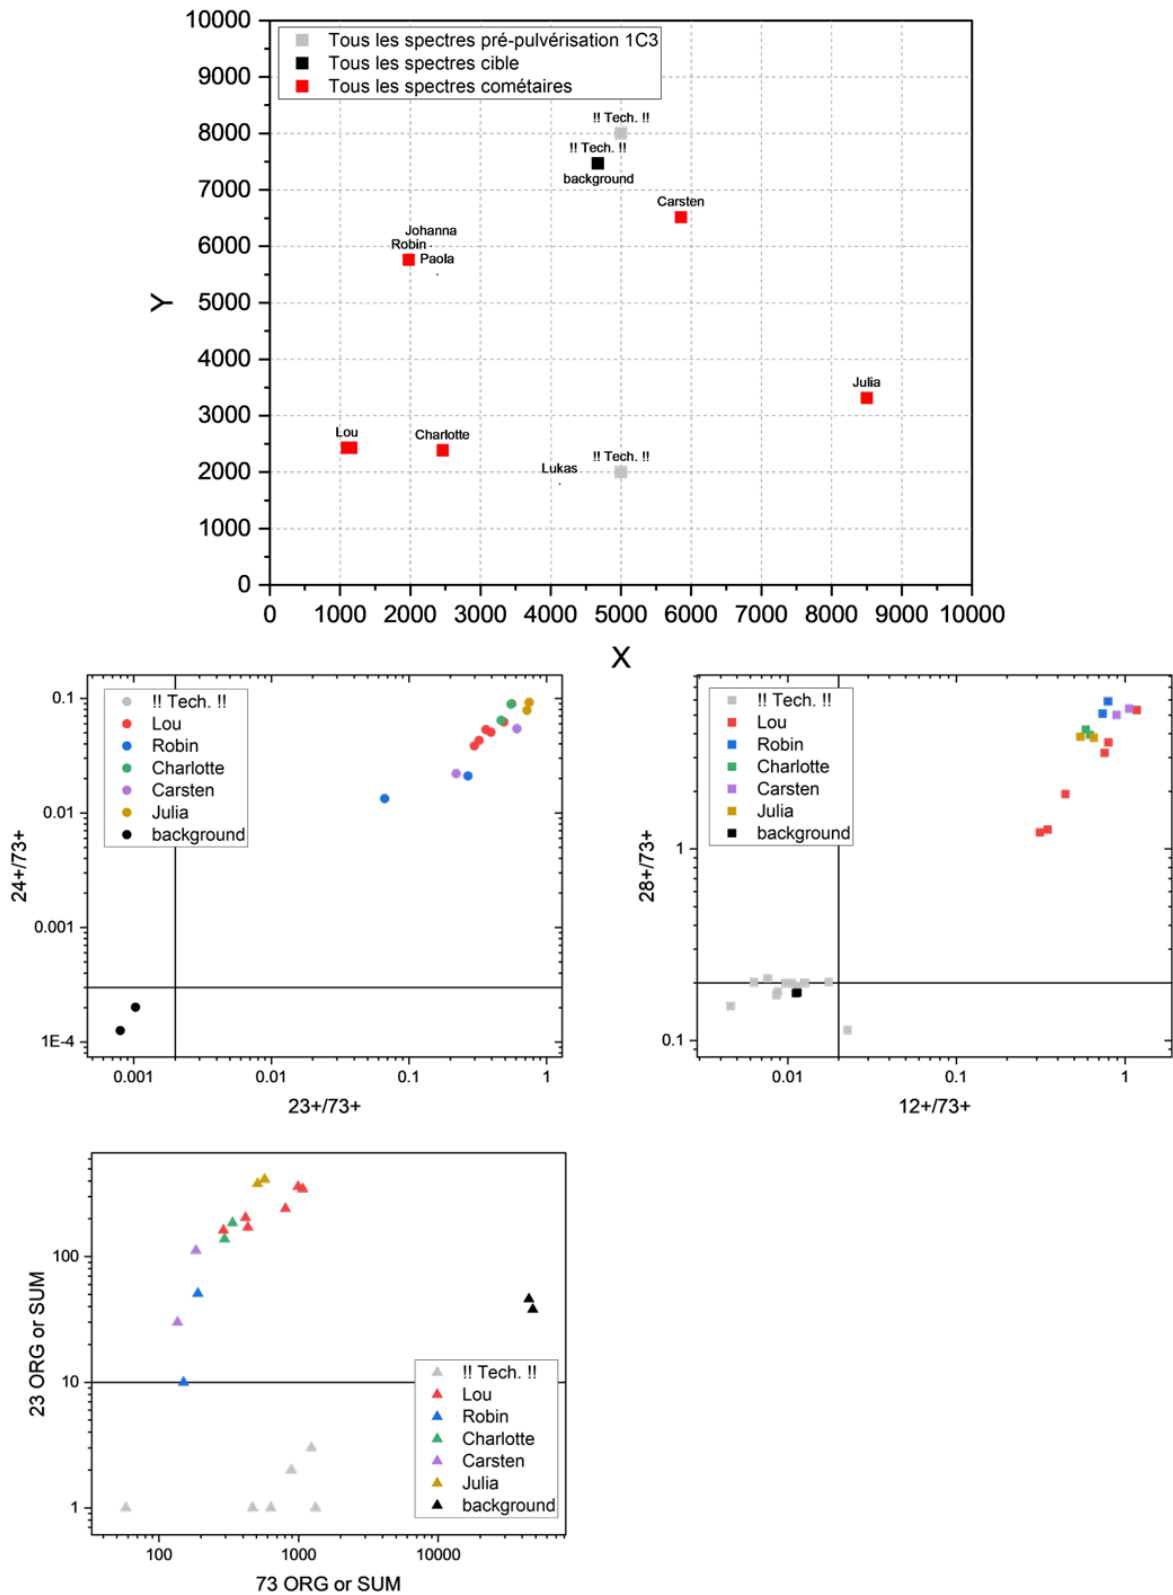 10000
9000
8000
7000
6000
5000
4000
3000
2000
1000
0
Y
Tous les spectres pré-pulvérisation 1C3
Tous les spectres cible
Tous les spectres cométaires
!! Tech. !!
!! Tech. !!
background
Carsten
Johanna
Robin
Paola
Julia
Lou
Charlotte
Lukas
!! Tech. !!
0 1000 2000 3000 4000 5000 6000 7000 8000 9000 10000
X
0.1
0.01
0.001
1E-4
24+/73+
!! Tech. !!
Lou
Robin
Charlotte
Carsten
Julia
background
0.001 0.01 0.1 1
23+/73+
1
0.1
28+/73+
!! Tech. !!
Lou
Robin
Charlotte
Carsten
Julia
background
0.01 0.1 1
12+/73+
100
10
1
23 ORG or SUM
!! Tech. !!
Lou
Robin
Charlotte
Carsten
Julia
background
100 1000 10000
73 ORG or SUM